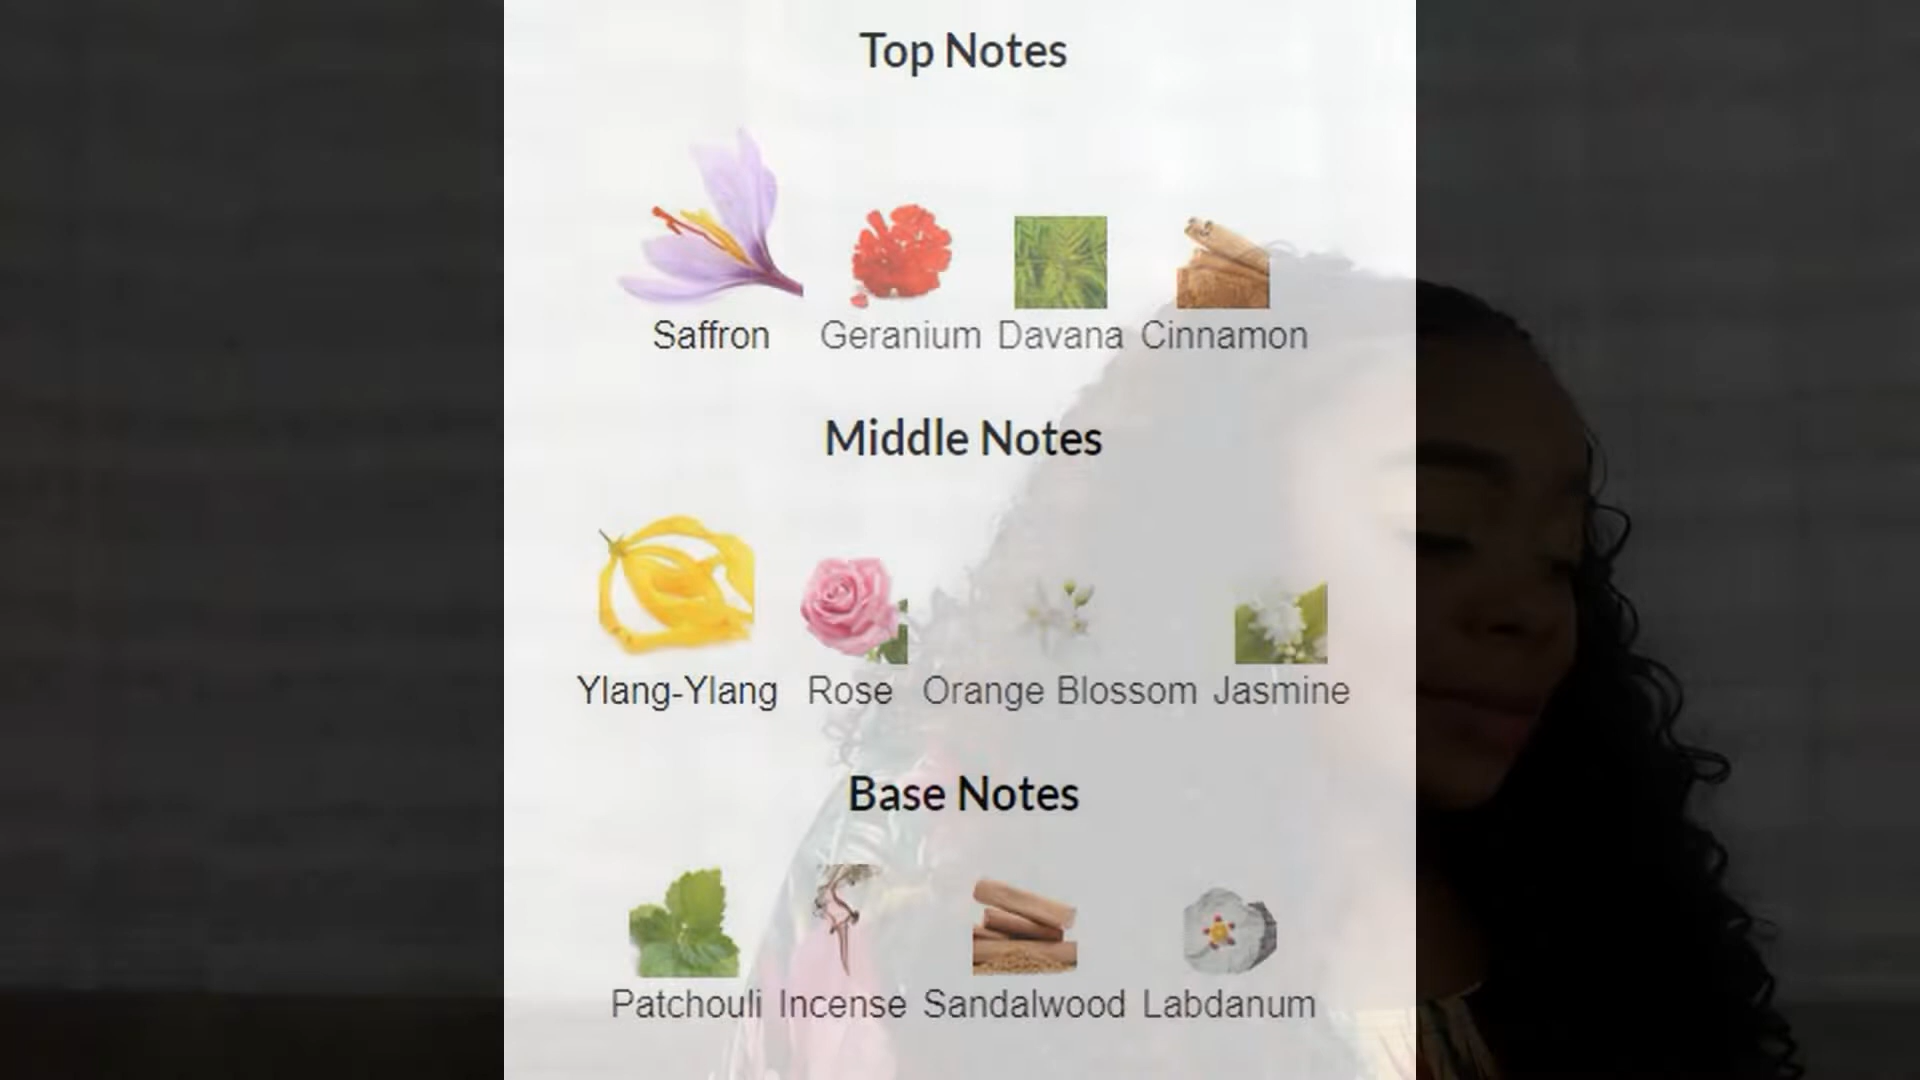 Top Notes
Saffron Geranium Davana Cinnamon
Middle Notes
Ylang-Ylang Rose Orange Blossom Jasmine
Base Notes
Patchouli Incense Sandalwood Labdanum